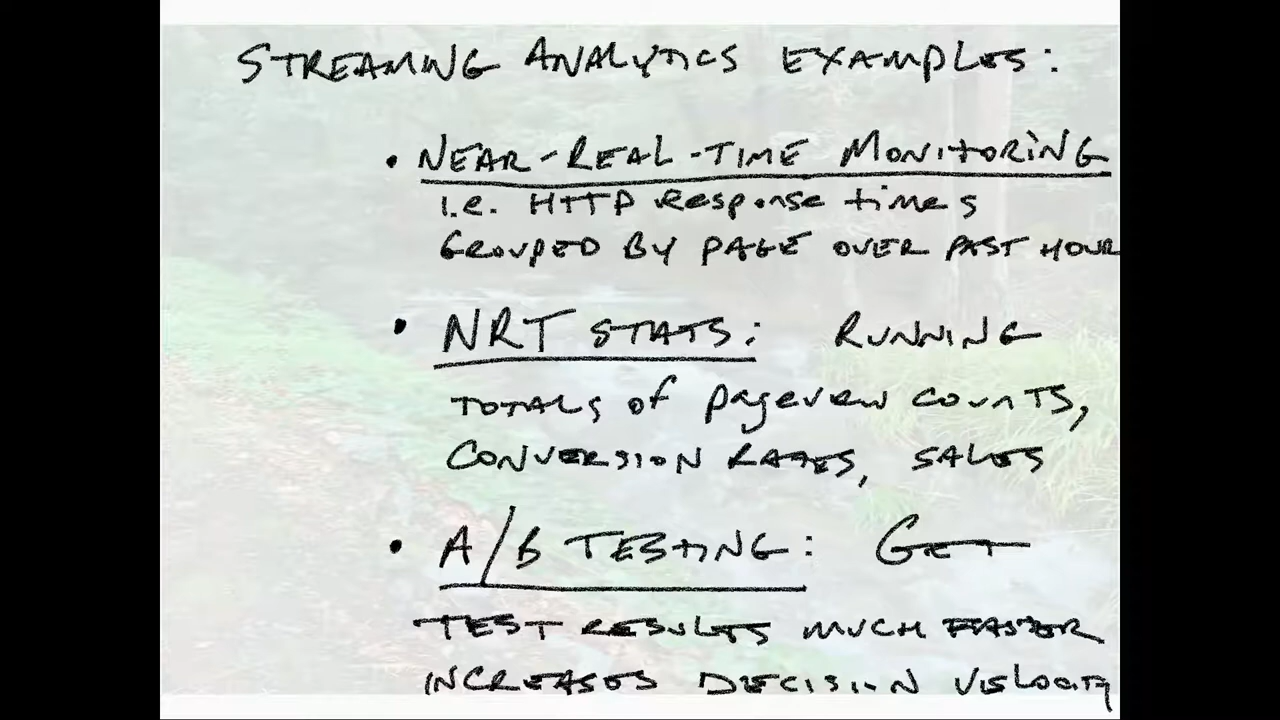 STREAMING ANALYTICS EXAMPLES:
• NEAR-REAL-TIME MONITORING
i.e. HTTP Response times
GROUPED BY PAGE OVER PAST HOUR
• NRT STATS: RUNNING
TOTALS of pageview COUNTS,
CONVERSION RATES, SALES
• A/B TESTING: GET
TEST RESULTS MUCH FASTER
INCREASES DECISION VELOCITY